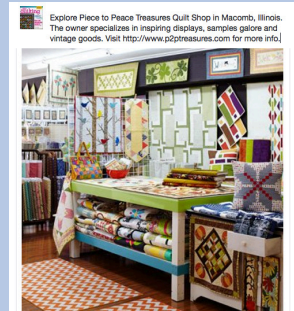 Explore Piece to Peace Treasures Quilt Shop in Macomb, Illinois.
The owner specializes in inspiring displays, samples galore and
vintage goods. Visit http://www.p2ptreasures.com for more info.